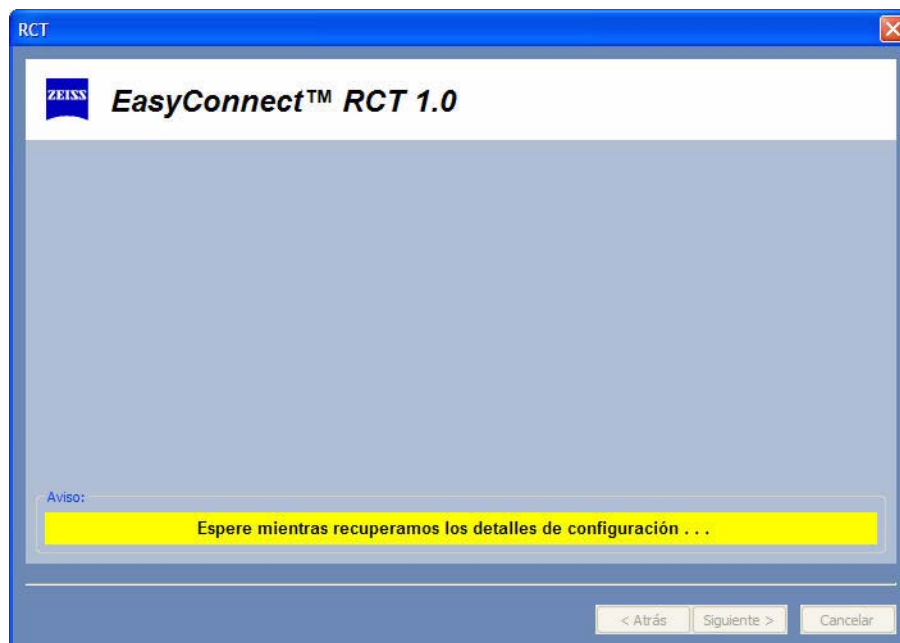 RCT
ZEISS
EasyConnect™ RCT 1.0
Aviso:
Espere mientras recuperamos los detalles de configuración . . .
< Atrás Siguiente > Cancelar